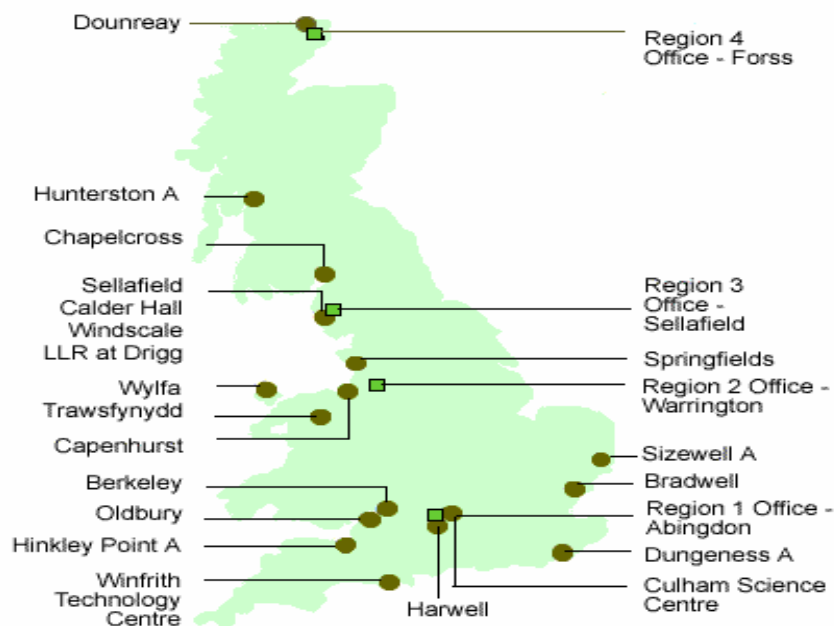 Dounreay
Region 4
Office - Forss
Hunterston A
Chapelcross
Sellafield
Calder Hall
Windscale
LLR at Drigg
Region 3
Office -
Sellafield
Springfields
Wylfa
Region 2 Office -
Warrington
Trawsfynydd
Capenhurst
Sizewell A
Berkeley
Bradwell
Oldbury
Region 1 Office -
Abingdon
Hinkley Point A
Dungeness A
Winfrith
Technology
Centre
Harwell
Culham Science
Centre